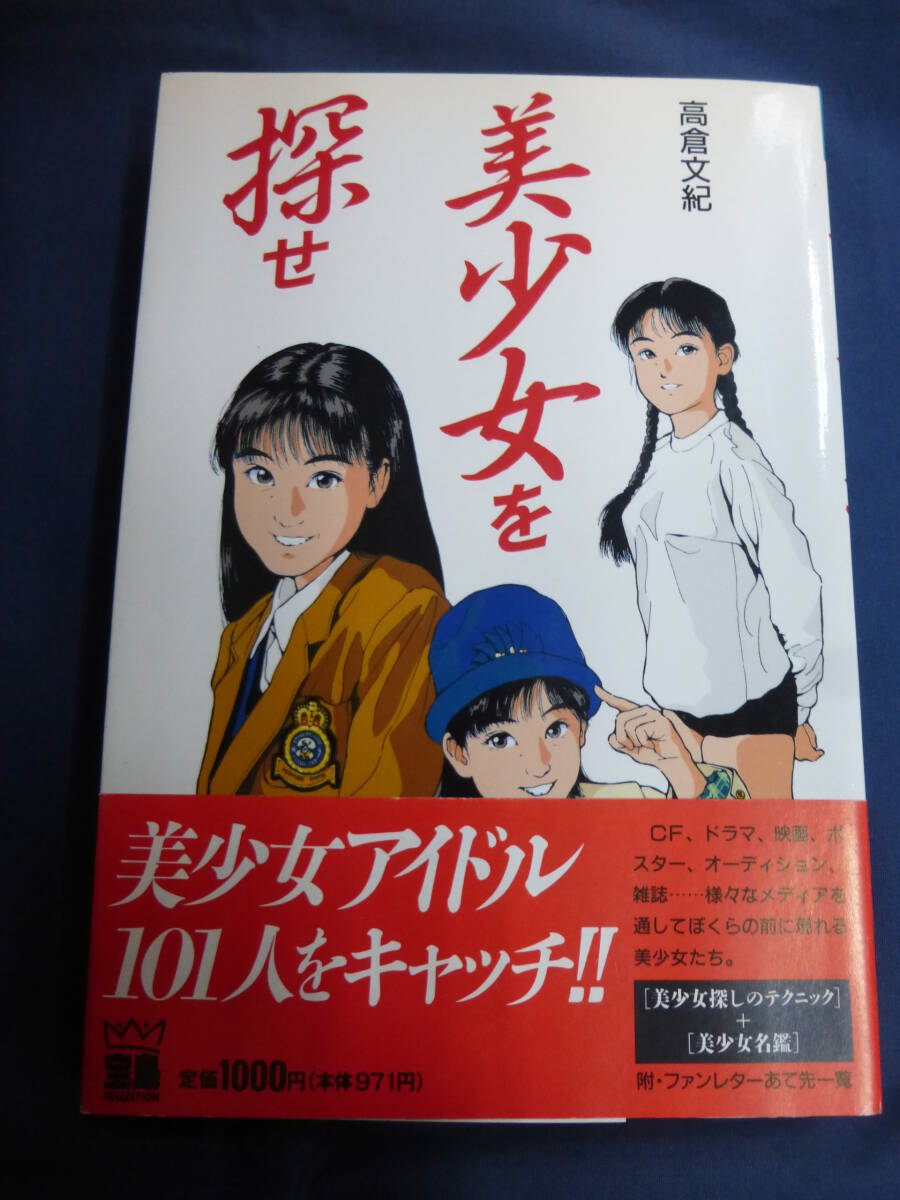 高倉文紀
美少女を
探せ
美少女アイドル
101人をキャッチ!!
CF、ドラマ、映画、ポ
スター、オーディション、
雑誌……様々なメディアを
通してぼくらの前に現れる
美少女たち。
[美少女探しのテクニック]
+
[美少女名鑑]
附・ファンレターあて先一覧
宝島
COLLECTION
定価1000円(本体971円)